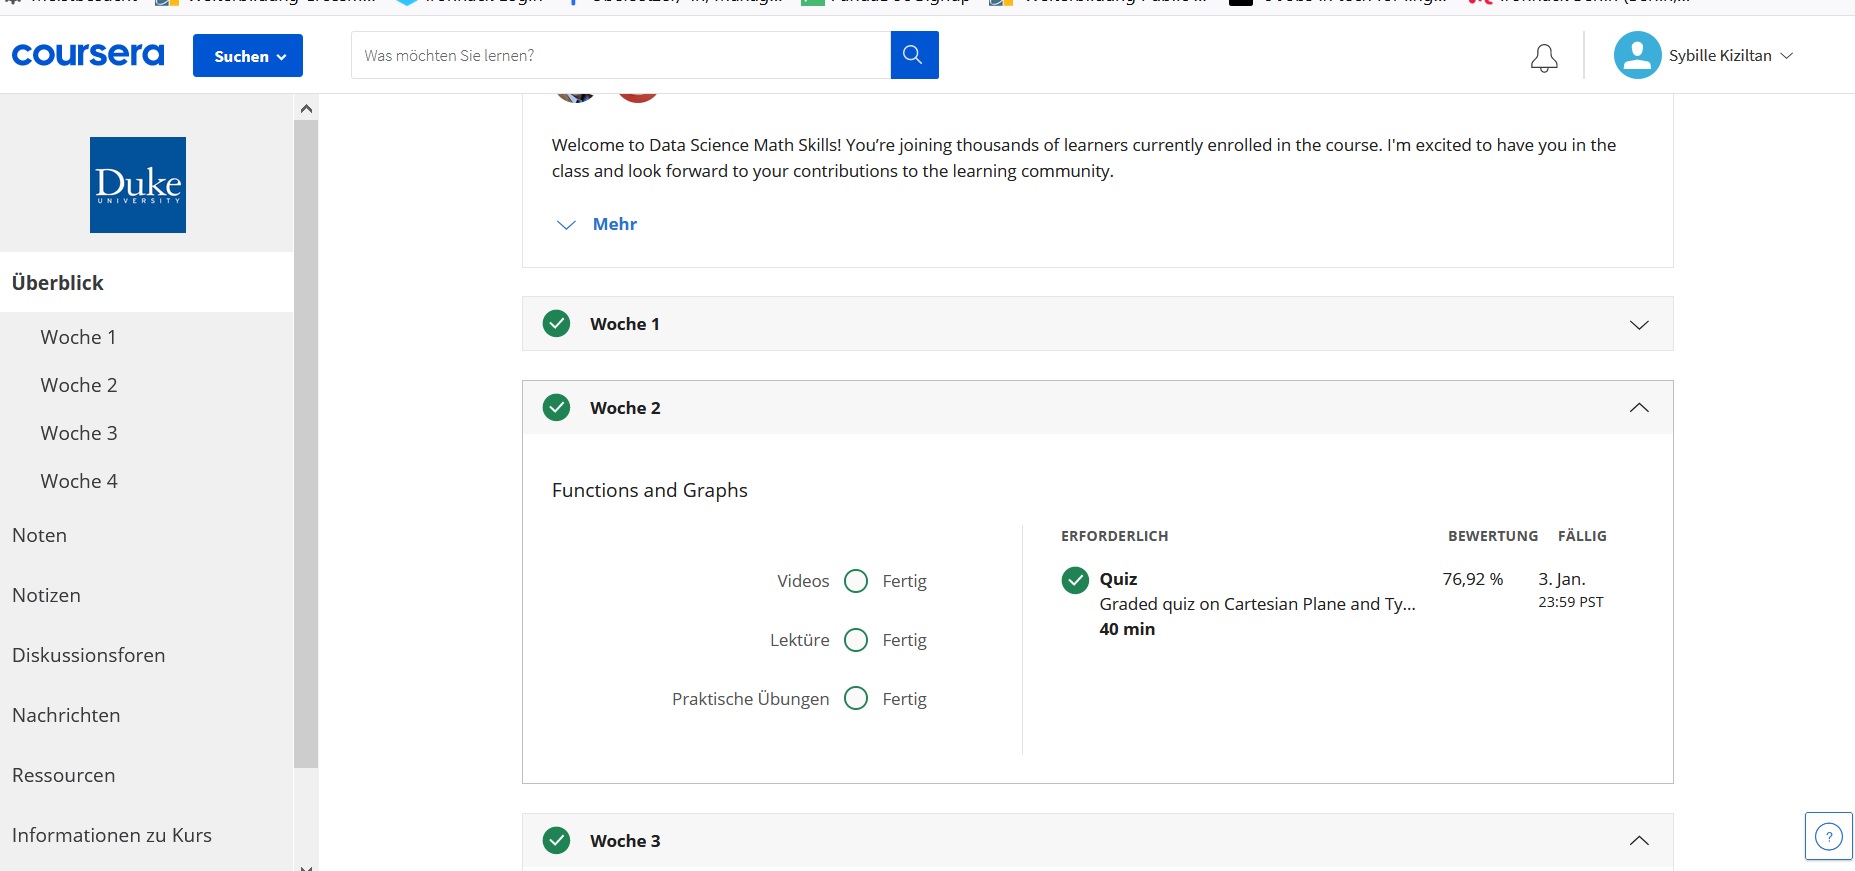 coursera
Suchen
Was möchten Sie lernen?
Sybille Kiziltan
Duke
UNIVERSITY
Überblick
Woche 1
Woche 2
Woche 3
Woche 4
Noten
Notizen
Diskussionsforen
Nachrichten
Ressourcen
Informationen zu Kurs
Welcome to Data Science Math Skills! You’re joining thousands of learners currently enrolled in the course. I'm excited to have you in the
class and look forward to your contributions to the learning community.
Mehr
Woche 1
Woche 2
Functions and Graphs
Videos Fertig
Lektüre Fertig
Praktische Übungen Fertig
ERFORDERLICH BEWERTUNG FÄLLIG
Quiz 76,92 % 3. Jan.
Graded quiz on Cartesian Plane and Ty... 23:59 PST
40 min
Woche 3
?